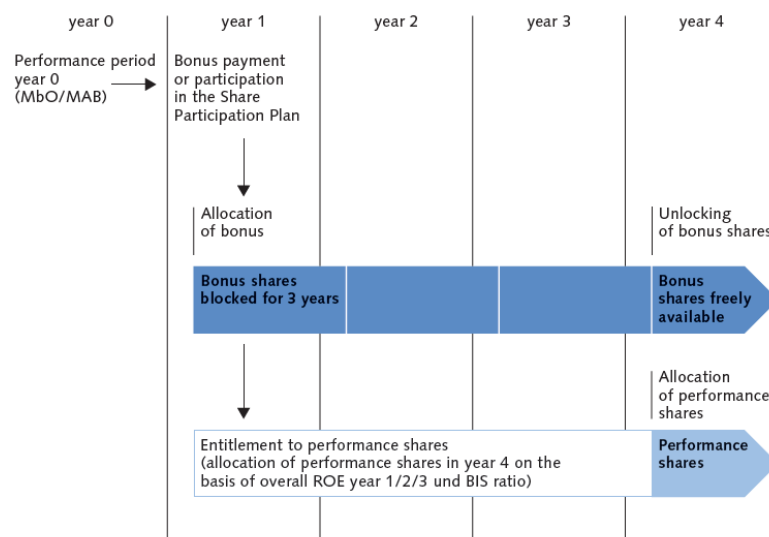 year 0
year 1
year 2
year 3
year 4
Performance period
year 0
(MbO/MAB)
Bonus payment
or participation
in the Share
Participation Plan
Allocation
of bonus
Unlocking
of bonus shares
Bonus shares
blocked for 3 years
Bonus
shares freely
available
Allocation
of performance
shares
Entitlement to performance shares
(allocation of performance shares in year 4 on the
basis of overall ROE year 1/2/3 und BIS ratio)
Performance
shares